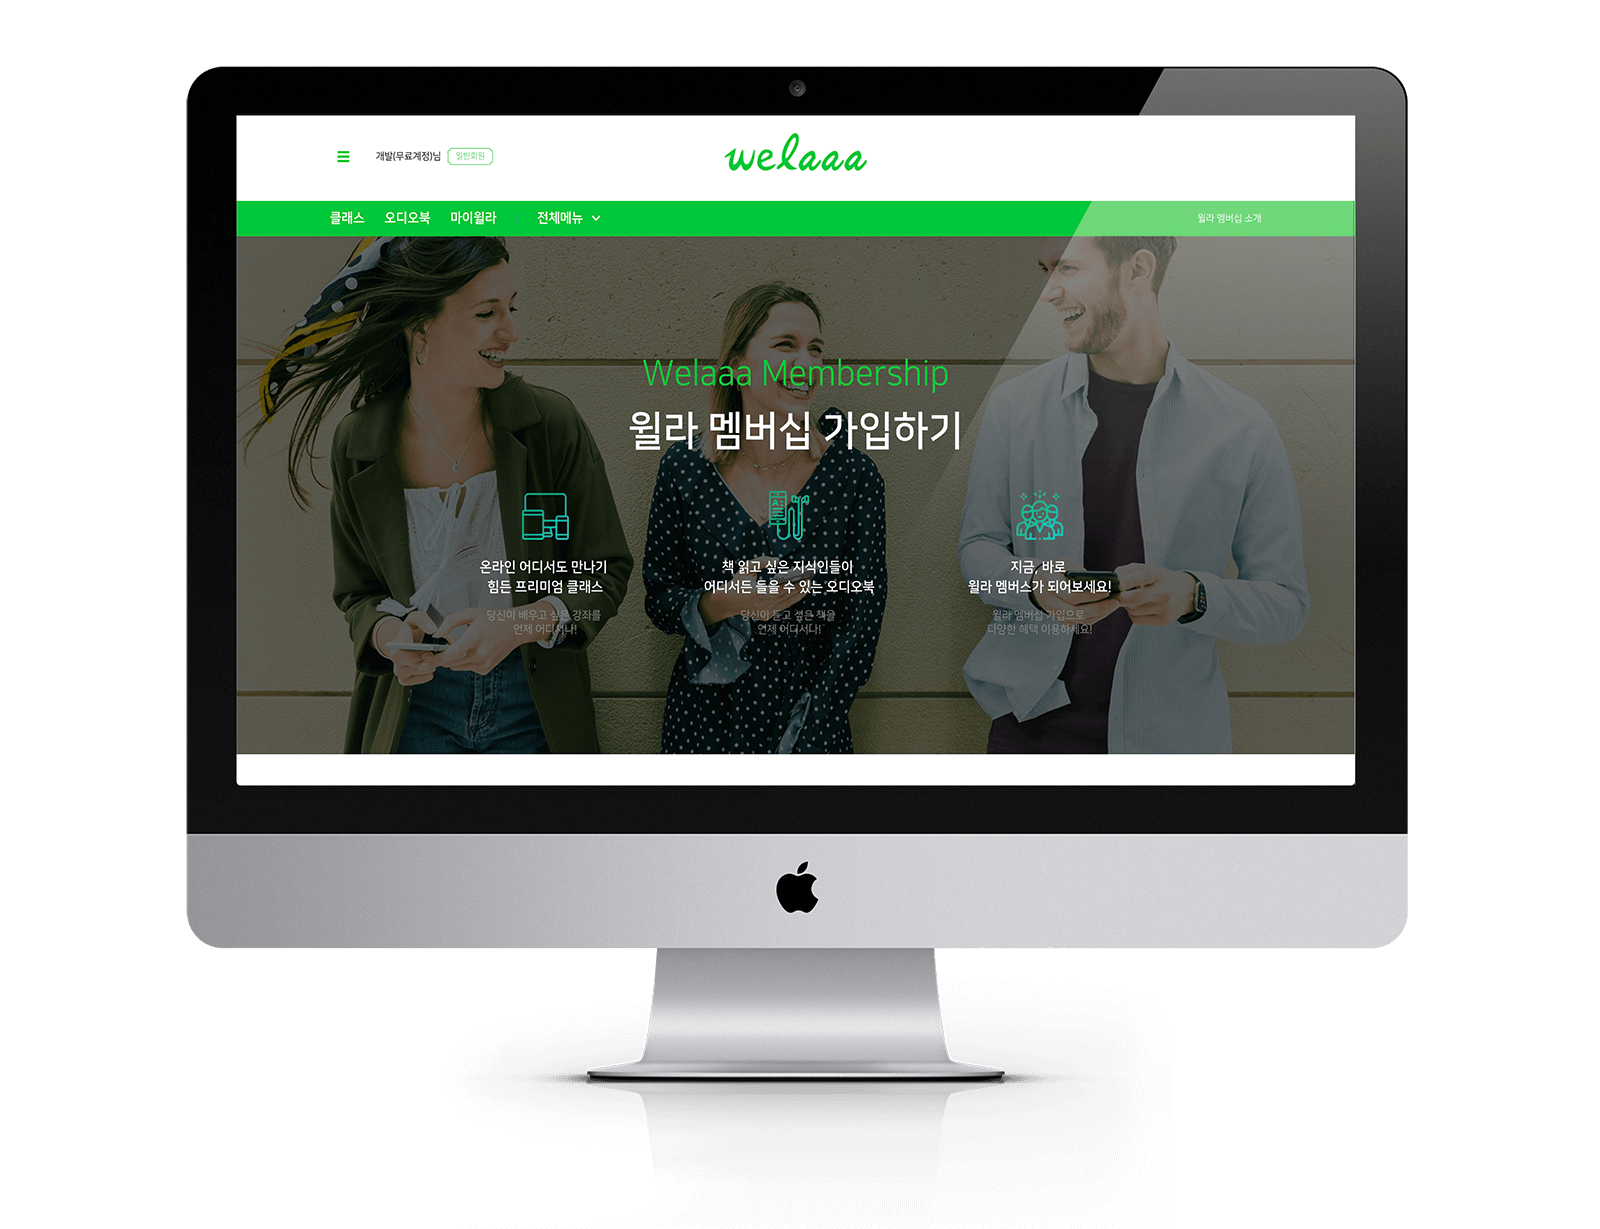 개발(무료계정)님 일반회원
welaaa
클래스 오디오북 마이윌라 전체메뉴
윌라 멤버십 소개
Welaaa Membership
윌라 멤버십 가입하기
온라인 어디서도 만나기
힘든 프리미엄 클래스
당신이 배우고 싶은 강좌를
언제 어디서나!
책 읽고 싶은 지식인들이
어디서든 들을 수 있는 오디오북
당신이 듣고 싶은 책을
언제 어디서나!
지금, 바로
윌라 멤버스가 되어보세요!
윌라 멤버십 가입으로
다양한 혜택 이용하세요!